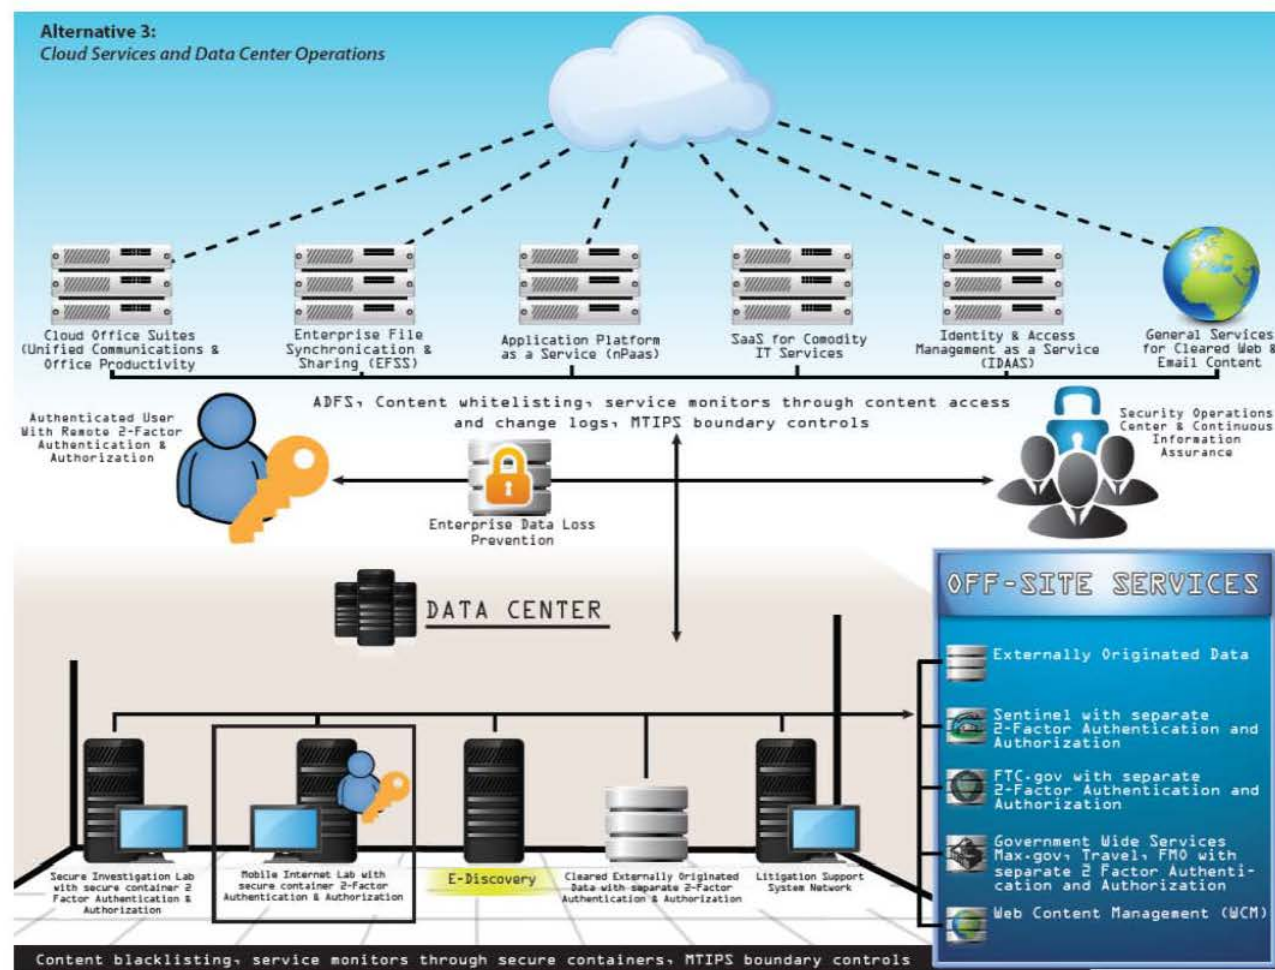 Alternative 3:
Cloud Services and Data Center Operations
Cloud Office Suites
(Unified Communications &
Office Productivity
Enterprise File
Synchronication &
Sharing (EFSS)
Application Platform
as a Service (nPaas)
SaaS for Comodity
IT Services
Identity & Access
Management as a Service
(IDAAS)
General Services
for Cleared Web &
Email Content
ADFS, Content whitelisting, service monitors through content access
and change logs, MTIPS boundary controls
Authenticated User
With Remote 2-Factor
Authentication &
Authorization
Enterprise Data Loss
Prevention
Security Operations
Center & Continuous
Information
Assurance
DATA CENTER
OFF-SITE SERVICES
Externally Originated Data
Sentinel with separate
2-Factor Authentication and
Authorization
FTC.gov with separate
2-Factor Authentication and
Authorization
Government Wide Services
Max.gov, Travel, FMO with
separate 2 Factor Authenti-
cation and Authorization
Web Content Management (WCM)
Secure Investigation Lab
with secure container 2
Factor Authentication &
Authorization
Mobile Internet Lab with
secure container 2-Factor
Authentication & Authorization
E-Discovery
Cleared Externally Originated
Data with separate 2-Factor
Authentication & Authorization
Litigation Support
System Network
Content blacklisting, service monitors through secure containers, MTIPS boundary controls